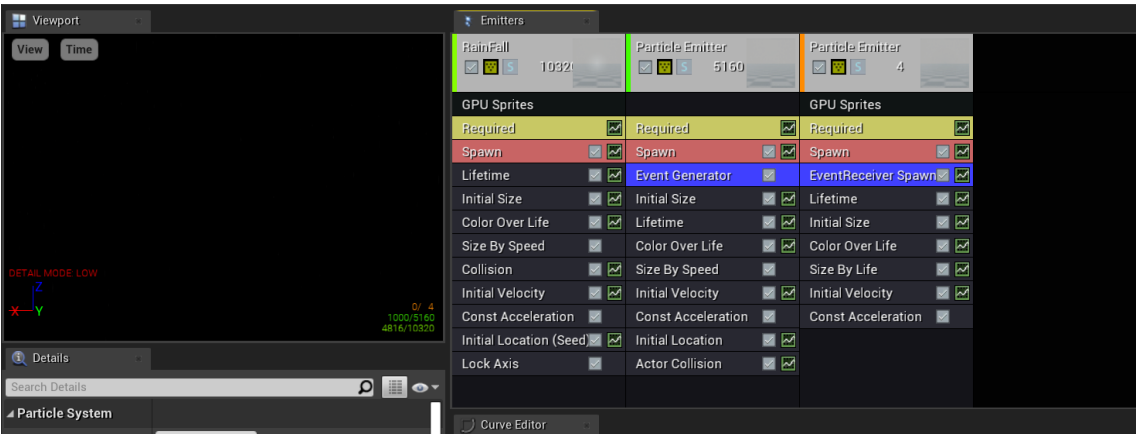 Viewport
View Time
DETAIL MODE: LOW
Z
X Y
0/ 4
1000/5160
4816/10320
Details
Search Details
Particle System
Emitters
RainFall
S 10320
GPU Sprites
Required
Spawn
Lifetime
Initial Size
Color Over Life
Size By Speed
Collision
Initial Velocity
Const Acceleration
Initial Location (Seed)
Lock Axis
Particle Emitter
S 5160
Required
Spawn
Event Generator
Initial Size
Lifetime
Color Over Life
Size By Speed
Initial Velocity
Const Acceleration
Initial Location
Actor Collision
Particle Emitter
S 4
GPU Sprites
Required
Spawn
EventReceiver Spawn
Lifetime
Initial Size
Color Over Life
Size By Life
Initial Velocity
Const Acceleration
Curve Editor